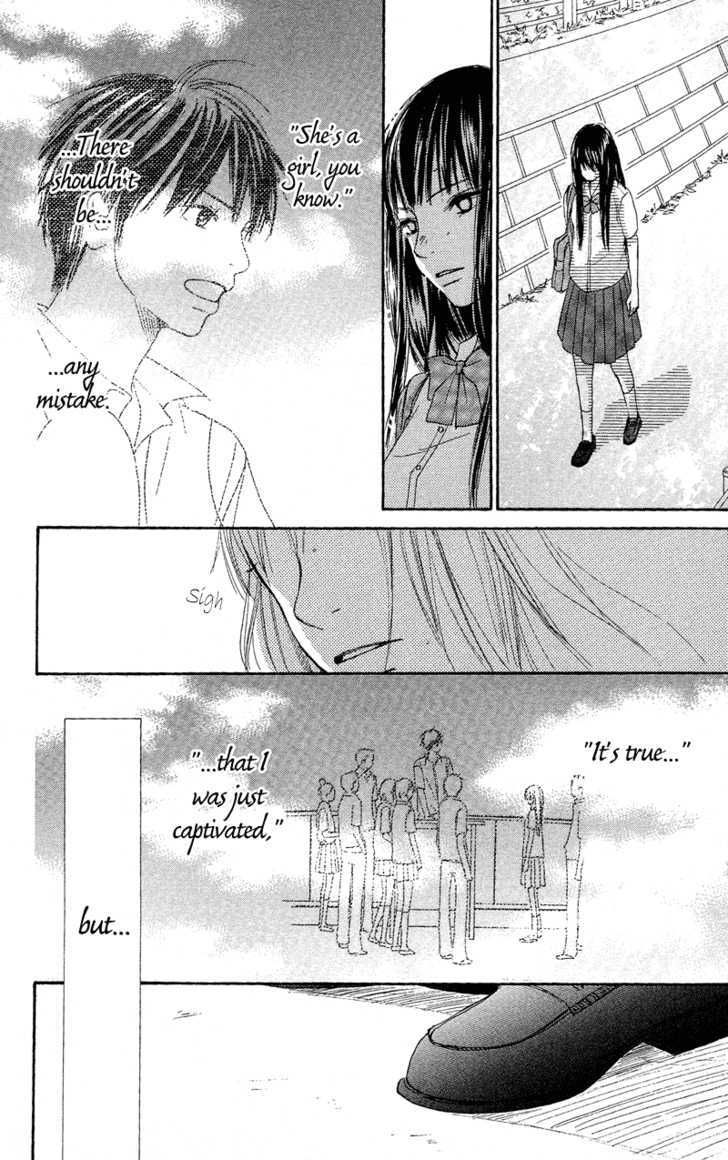 "She's a
girl, you
know."
...There
shouldn't
be...
...any
mistake.
Sigh
"It's true..."
"...that I
was just
captivated,"
but...